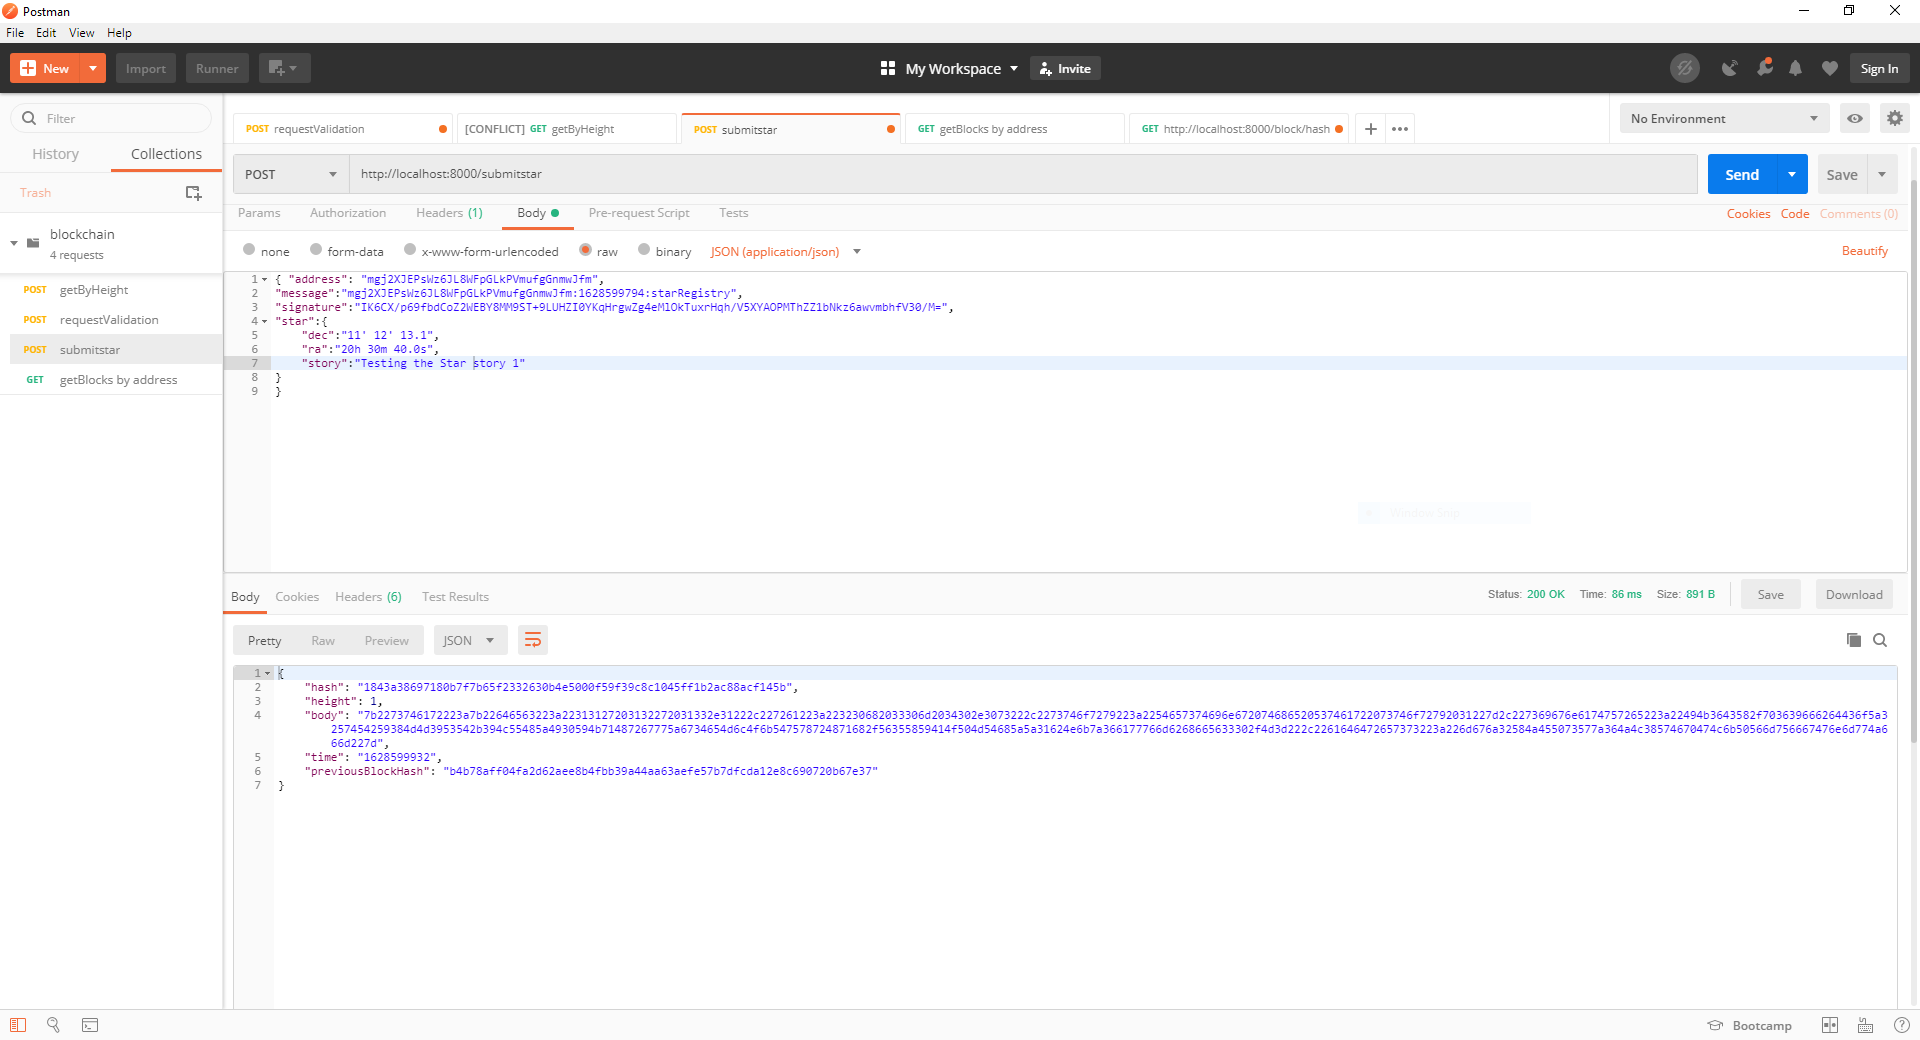 Postman
File Edit View Help
New Import Runner My Workspace Invite Sign In
Filter
History Collections
Trash
blockchain
4 requests
POST getByHeight
POST requestValidation
POST submitstar
GET getBlocks by address
POST requestValidation [CONFLICT] GET getByHeight POST submitstar GET getBlocks by address GET http://localhost:8000/block/hash + ••• No Environment
POST http://localhost:8000/submitstar Send Save
Params Authorization Headers (1) Body Pre-request Script Tests Cookies Code Comments (0)
none form-data x-www-form-urlencoded raw binary JSON (application/json) Beautify
1 { "address": "mgj2XJEPsWz6JL8WFpGLkPVmufgGnmwJfm",
2 "message":"mgj2XJEPsWz6JL8WFpGLkPVmufgGnmwJfm:1628599794:starRegistry",
3 "signature":"IK6CX/p69fbdCoZ2WEBY8MM9ST+9LUHZI0YKqHrgwZg4eMlOkTuxrHqh/V5XYAOPMThZZ1bNkz6awvmbhfV30/M=",
4 "star":{
5 "dec":"11' 12' 13.1",
6 "ra":"20h 30m 40.0s",
7 "story":"Testing the Star story 1"
8 }
9 }
Window Snip
Body Cookies Headers (6) Test Results Status: 200 OK Time: 86 ms Size: 891 B Save Download
Pretty Raw Preview JSON
1 {
2 "hash": "1843a38697180b7f7b65f2332630b4e5000f59f39c8c1045ff1b2ac88acf145b",
3 "height": 1,
4 "body": "7b2273746172223a7b22646563223a22313127203132272031332e31222c227261223a223230682033306d2034302e3073222c2273746f7279223a2254657374696e672074686520537461722073746f72792031227d2c227369676e6174757265223a22494b3643582f703639666264436f5a3
257454259384d4d3953542b394c55485a4930594b71487267775a6734654d6c4f6b547578724871682f56355859414f504d54685a5a31624e6b7a366177766d6268665633302f4d3d222c2261646472657373223a226d676a32584a455073577a364a4c38574670474c6b50566d756667476e6d774a6
66d227d",
5 "time": "1628599932",
6 "previousBlockHash": "b4b78aff04fa2d62aee8b4fbb39a44aa63aefe57b7dfcda12e8c690720b67e37"
7 }
Bootcamp